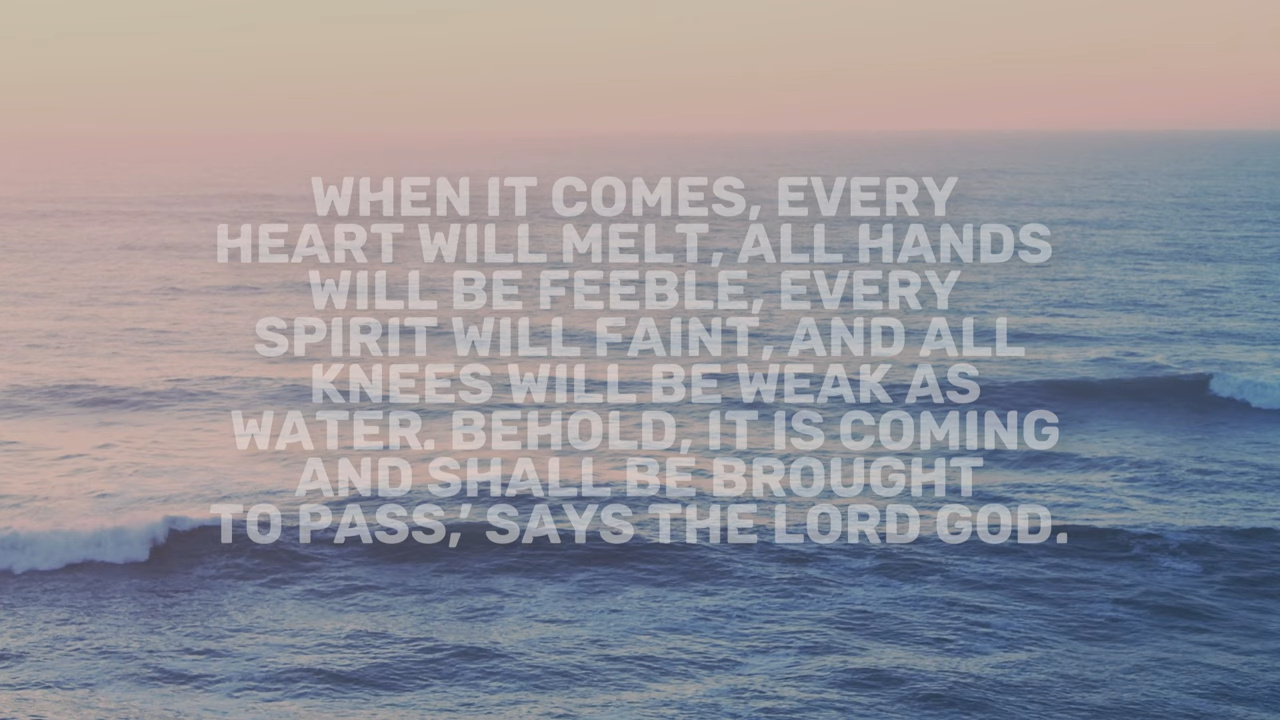 WHEN IT COMES, EVERY
HEART WILL MELT, ALL HANDS
WILL BE FEEBLE, EVERY
SPIRIT WILL FAINT, AND ALL
KNEES WILL BE WEAK AS
WATER. BEHOLD, IT IS COMING
AND SHALL BE BROUGHT
TO PASS,’ SAYS THE LORD GOD.